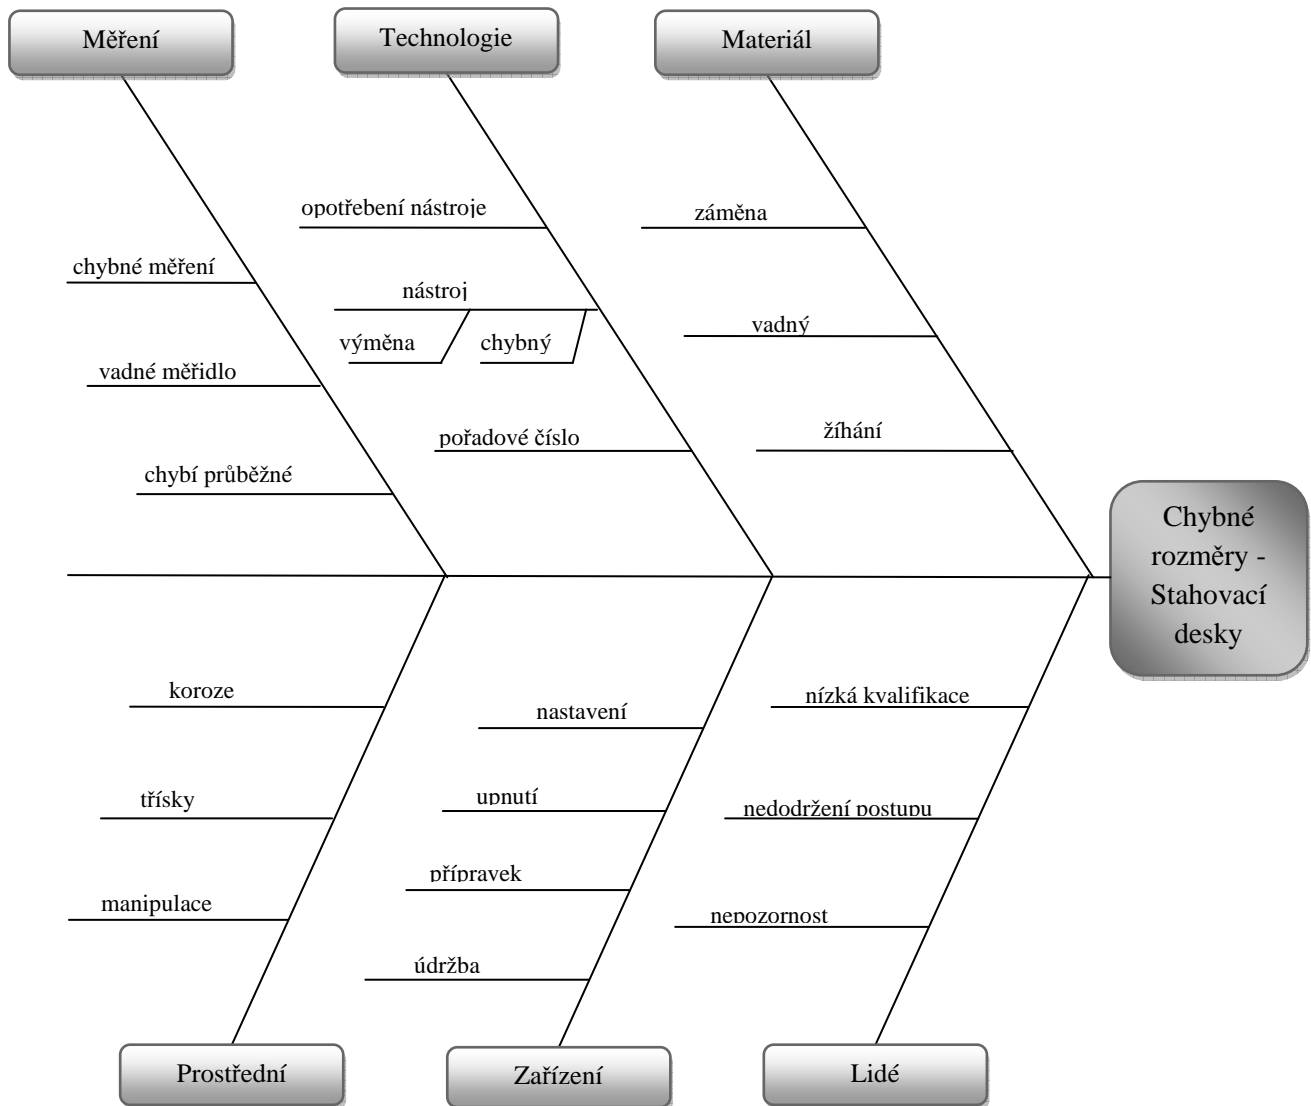 Měření
Technologie
Materiál
opotřebení nástroje
záměna
chybné měření
nástroj
vadný
výměna
chybný
vadné měřidlo
pořadové číslo
žíhání
chybí průběžné
Chybné
rozměry -
Stahovací
desky
koroze
nastavení
nízká kvalifikace
třísky
upnutí
nedodržení postupu
manipulace
přípravek
nepozornost
údržba
Prostřední
Zařízení
Lidé